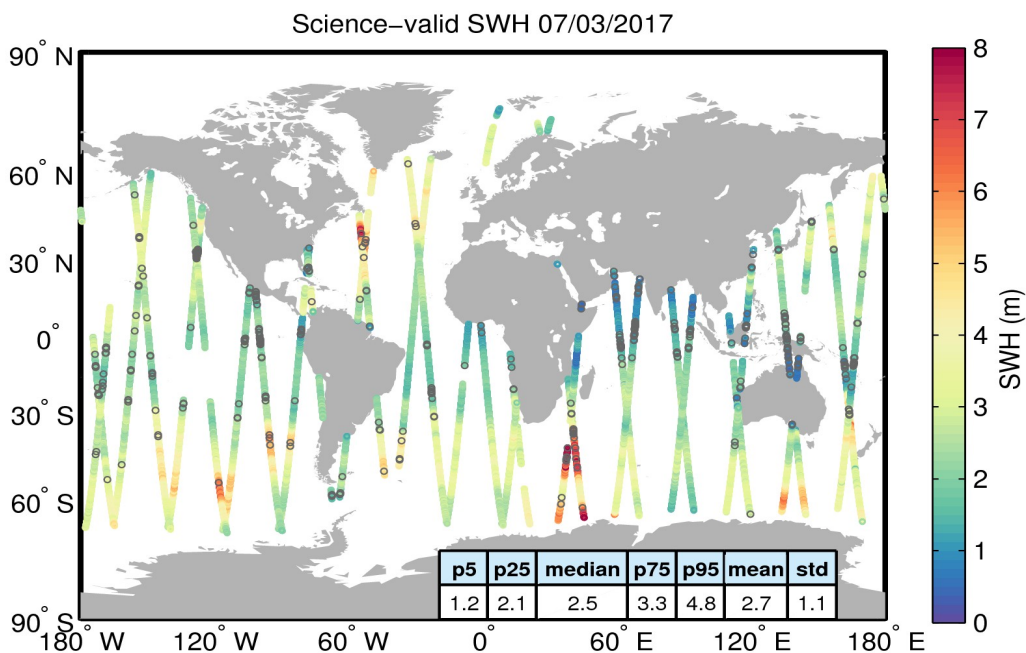 Science−valid SWH 07/03/2017
90° N
60° N
30° N
0°
30° S
60° S
90° S
180° W
120° W
60° W
0°
60° E
120° E
180° E
p5 p25 median p75 p95 mean std
1.2 2.1 2.5 3.3 4.8 2.7 1.1
8
7
6
5
4
3
2
1
0
SWH (m)